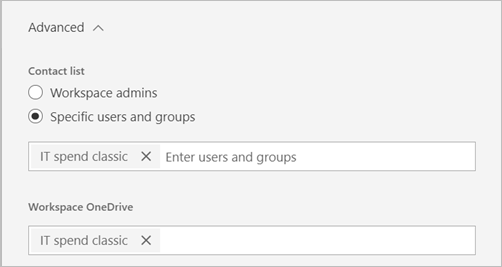 Advanced
Contact list
Workspace admins
Specific users and groups
IT spend classic Enter users and groups
Workspace OneDrive
IT spend classic